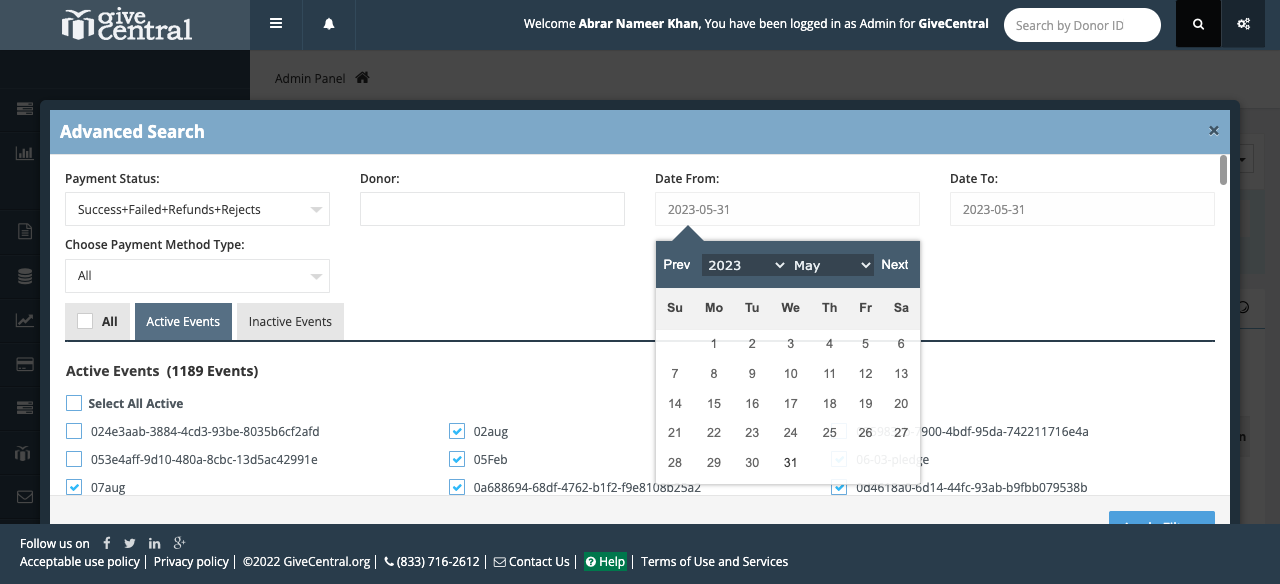 give central
Welcome Abrar Nameer Khan, You have been logged in as Admin for GiveCentral
Search by Donor ID
Admin Panel
Advanced Search
×
Payment Status:
Donor:
Date From:
Date To:
Success+Failed+Refunds+Rejects
2023-05-31
2023-05-31
Choose Payment Method Type:
All
Prev 2023 May Next
Su Mo Tu We Th Fr Sa
1 2 3 4 5 6
7 8 9 10 11 12 13
14 15 16 17 18 19 20
21 22 23 24 25 26 27
28 29 30 31
All
Active Events
Inactive Events
Active Events (1189 Events)
Select All Active
024e3aab-3884-4cd3-93be-8035b6cf2afd
02aug
900-4bdf-95da-742211716e4a
053e4aff-9d10-480a-8cbc-13d5ac42991e
05Feb
06-03-pledge
07aug
0a688694-68df-4762-b1f2-f9e8108b25a2
0d4618a0-6d14-44fc-93ab-b9fbb079538b
Follow us on
Acceptable use policy | Privacy policy | ©2022 GiveCentral.org | (833) 716-2612 | Contact Us | Help | Terms of Use and Services